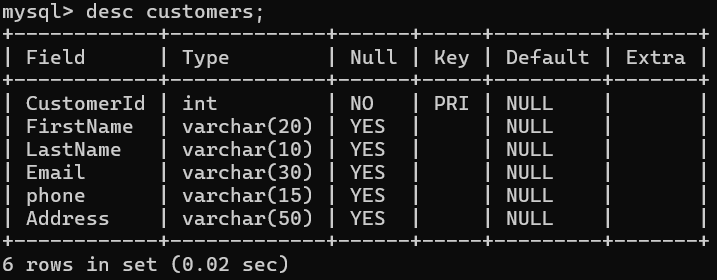 mysql> desc customers;
+------------+-------------+------+-----+---------+-------+
| Field      | Type        | Null | Key | Default | Extra |
+------------+-------------+------+-----+---------+-------+
| CustomerId | int         | NO   | PRI | NULL    |       |
| FirstName  | varchar(20) | YES  |     | NULL    |       |
| LastName   | varchar(10) | YES  |     | NULL    |       |
| Email      | varchar(30) | YES  |     | NULL    |       |
| phone      | varchar(15) | YES  |     | NULL    |       |
| Address    | varchar(50) | YES  |     | NULL    |       |
+------------+-------------+------+-----+---------+-------+
6 rows in set (0.02 sec)